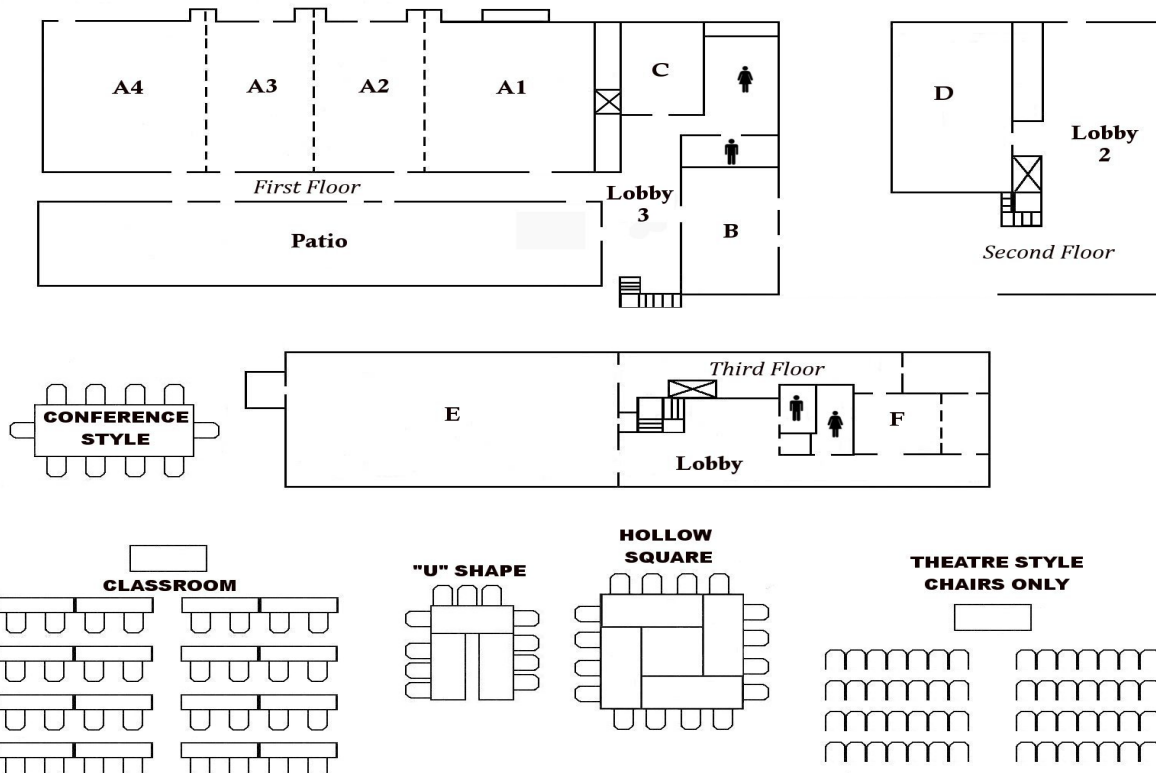 A4
A3
A2
A1
C
D
Lobby
2
First Floor
Lobby
3
Patio
B
Second Floor
Third Floor
E
F
Lobby
CONFERENCE
STYLE
CLASSROOM
"U" SHAPE
HOLLOW
SQUARE
THEATRE STYLE
CHAIRS ONLY